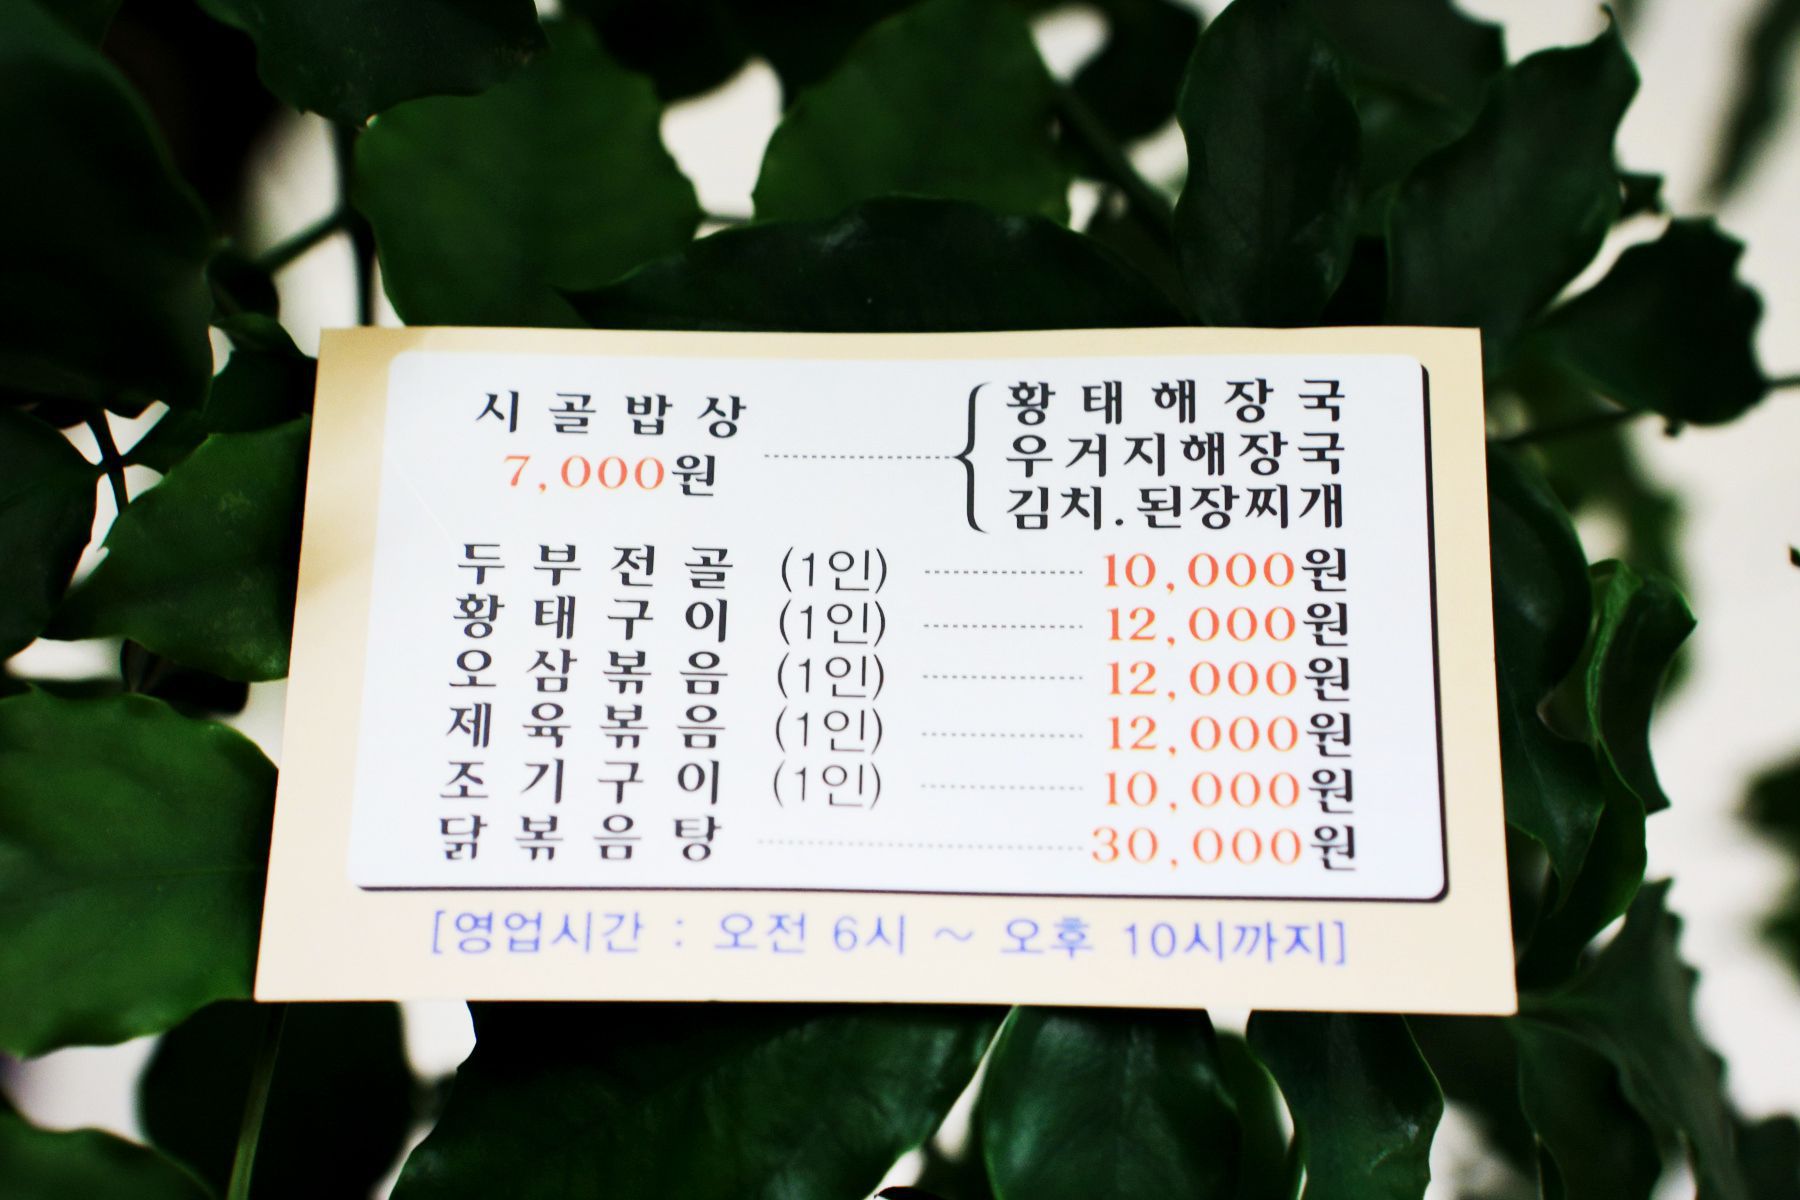 시골밥상
7,000원
황태해장국
우거지해장국
김치.된장찌개
두부전골 (1인) 10,000원
황태구이 (1인) 12,000원
오삼볶음 (1인) 12,000원
제육볶음 (1인) 12,000원
조기구이 (1인) 10,000원
닭볶음탕 30,000원
[영업시간 : 오전 6시 ~ 오후 10시까지]